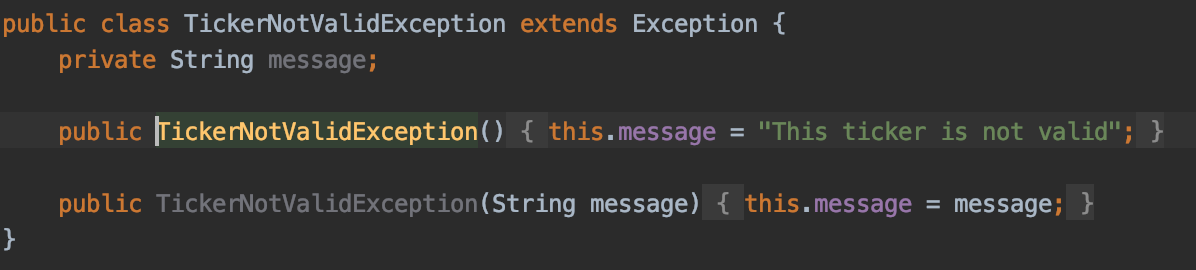 public class TickerNotValidException extends Exception {
    private String message;
    public TickerNotValidException() { this.message = "This ticker is not valid"; }
    public TickerNotValidException(String message) { this.message = message; }
}